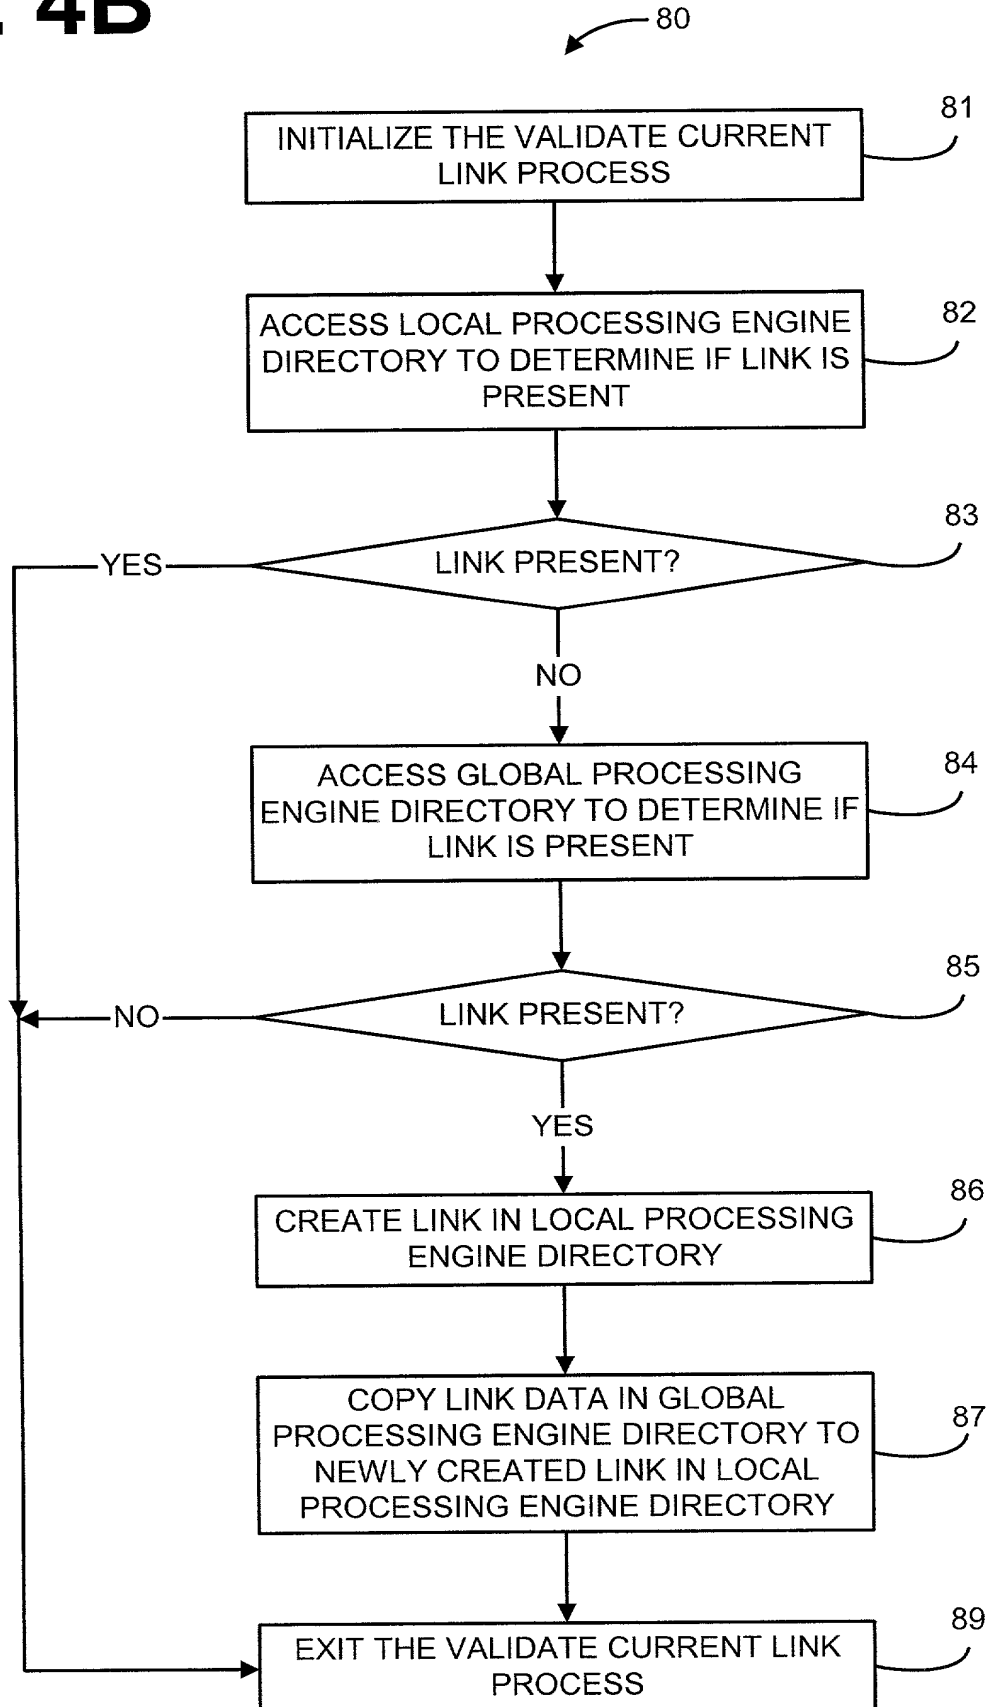 . 4B
80
81
INITIALIZE THE VALIDATE CURRENT
LINK PROCESS
82
ACCESS LOCAL PROCESSING ENGINE
DIRECTORY TO DETERMINE IF LINK IS
PRESENT
83
YES
LINK PRESENT?
NO
84
ACCESS GLOBAL PROCESSING
ENGINE DIRECTORY TO DETERMINE IF
LINK IS PRESENT
85
NO
LINK PRESENT?
YES
86
CREATE LINK IN LOCAL PROCESSING
ENGINE DIRECTORY
87
COPY LINK DATA IN GLOBAL
PROCESSING ENGINE DIRECTORY TO
NEWLY CREATED LINK IN LOCAL
PROCESSING ENGINE DIRECTORY
89
EXIT THE VALIDATE CURRENT LINK
PROCESS